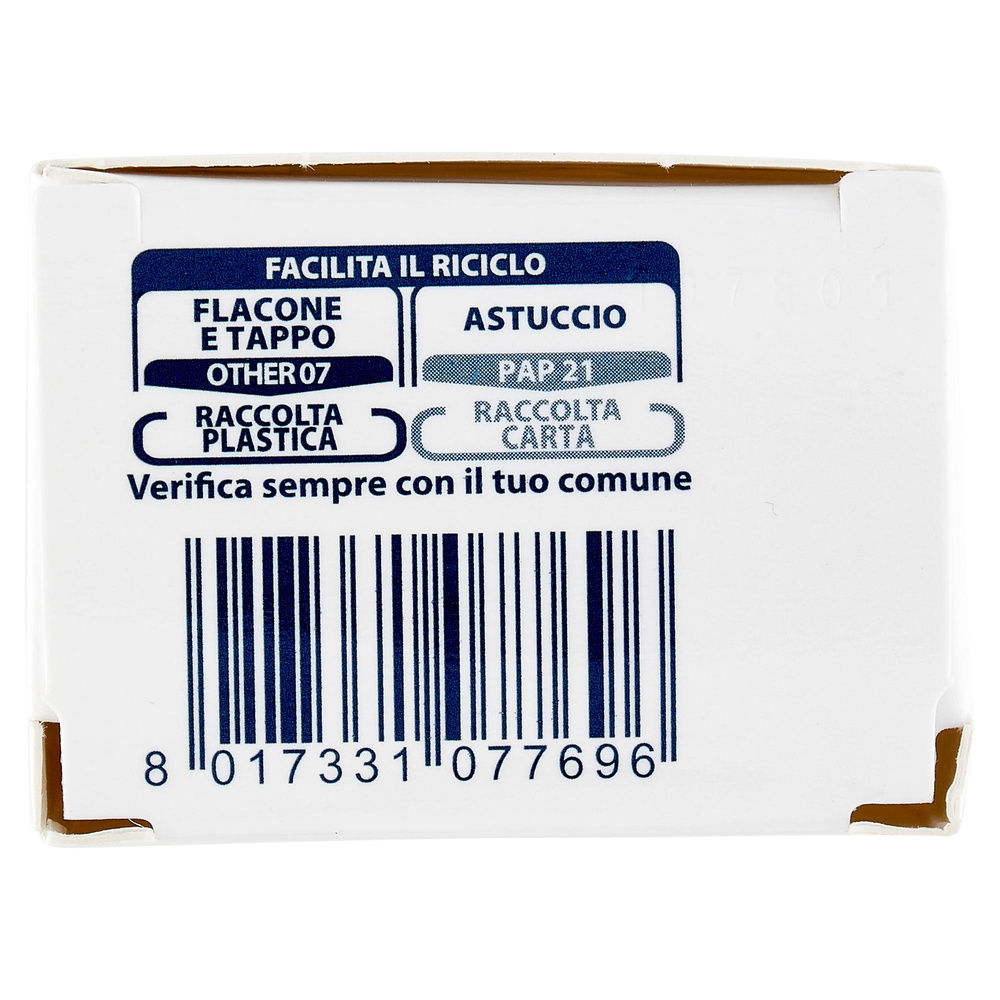 FACILITA IL RICICLO
FLACONE
E TAPPO
OTHER 07
RACCOLTA
PLASTICA
ASTUCCIO
PAP 21
RACCOLTA
CARTA
Verifica sempre con il tuo comune
8 017331 077696